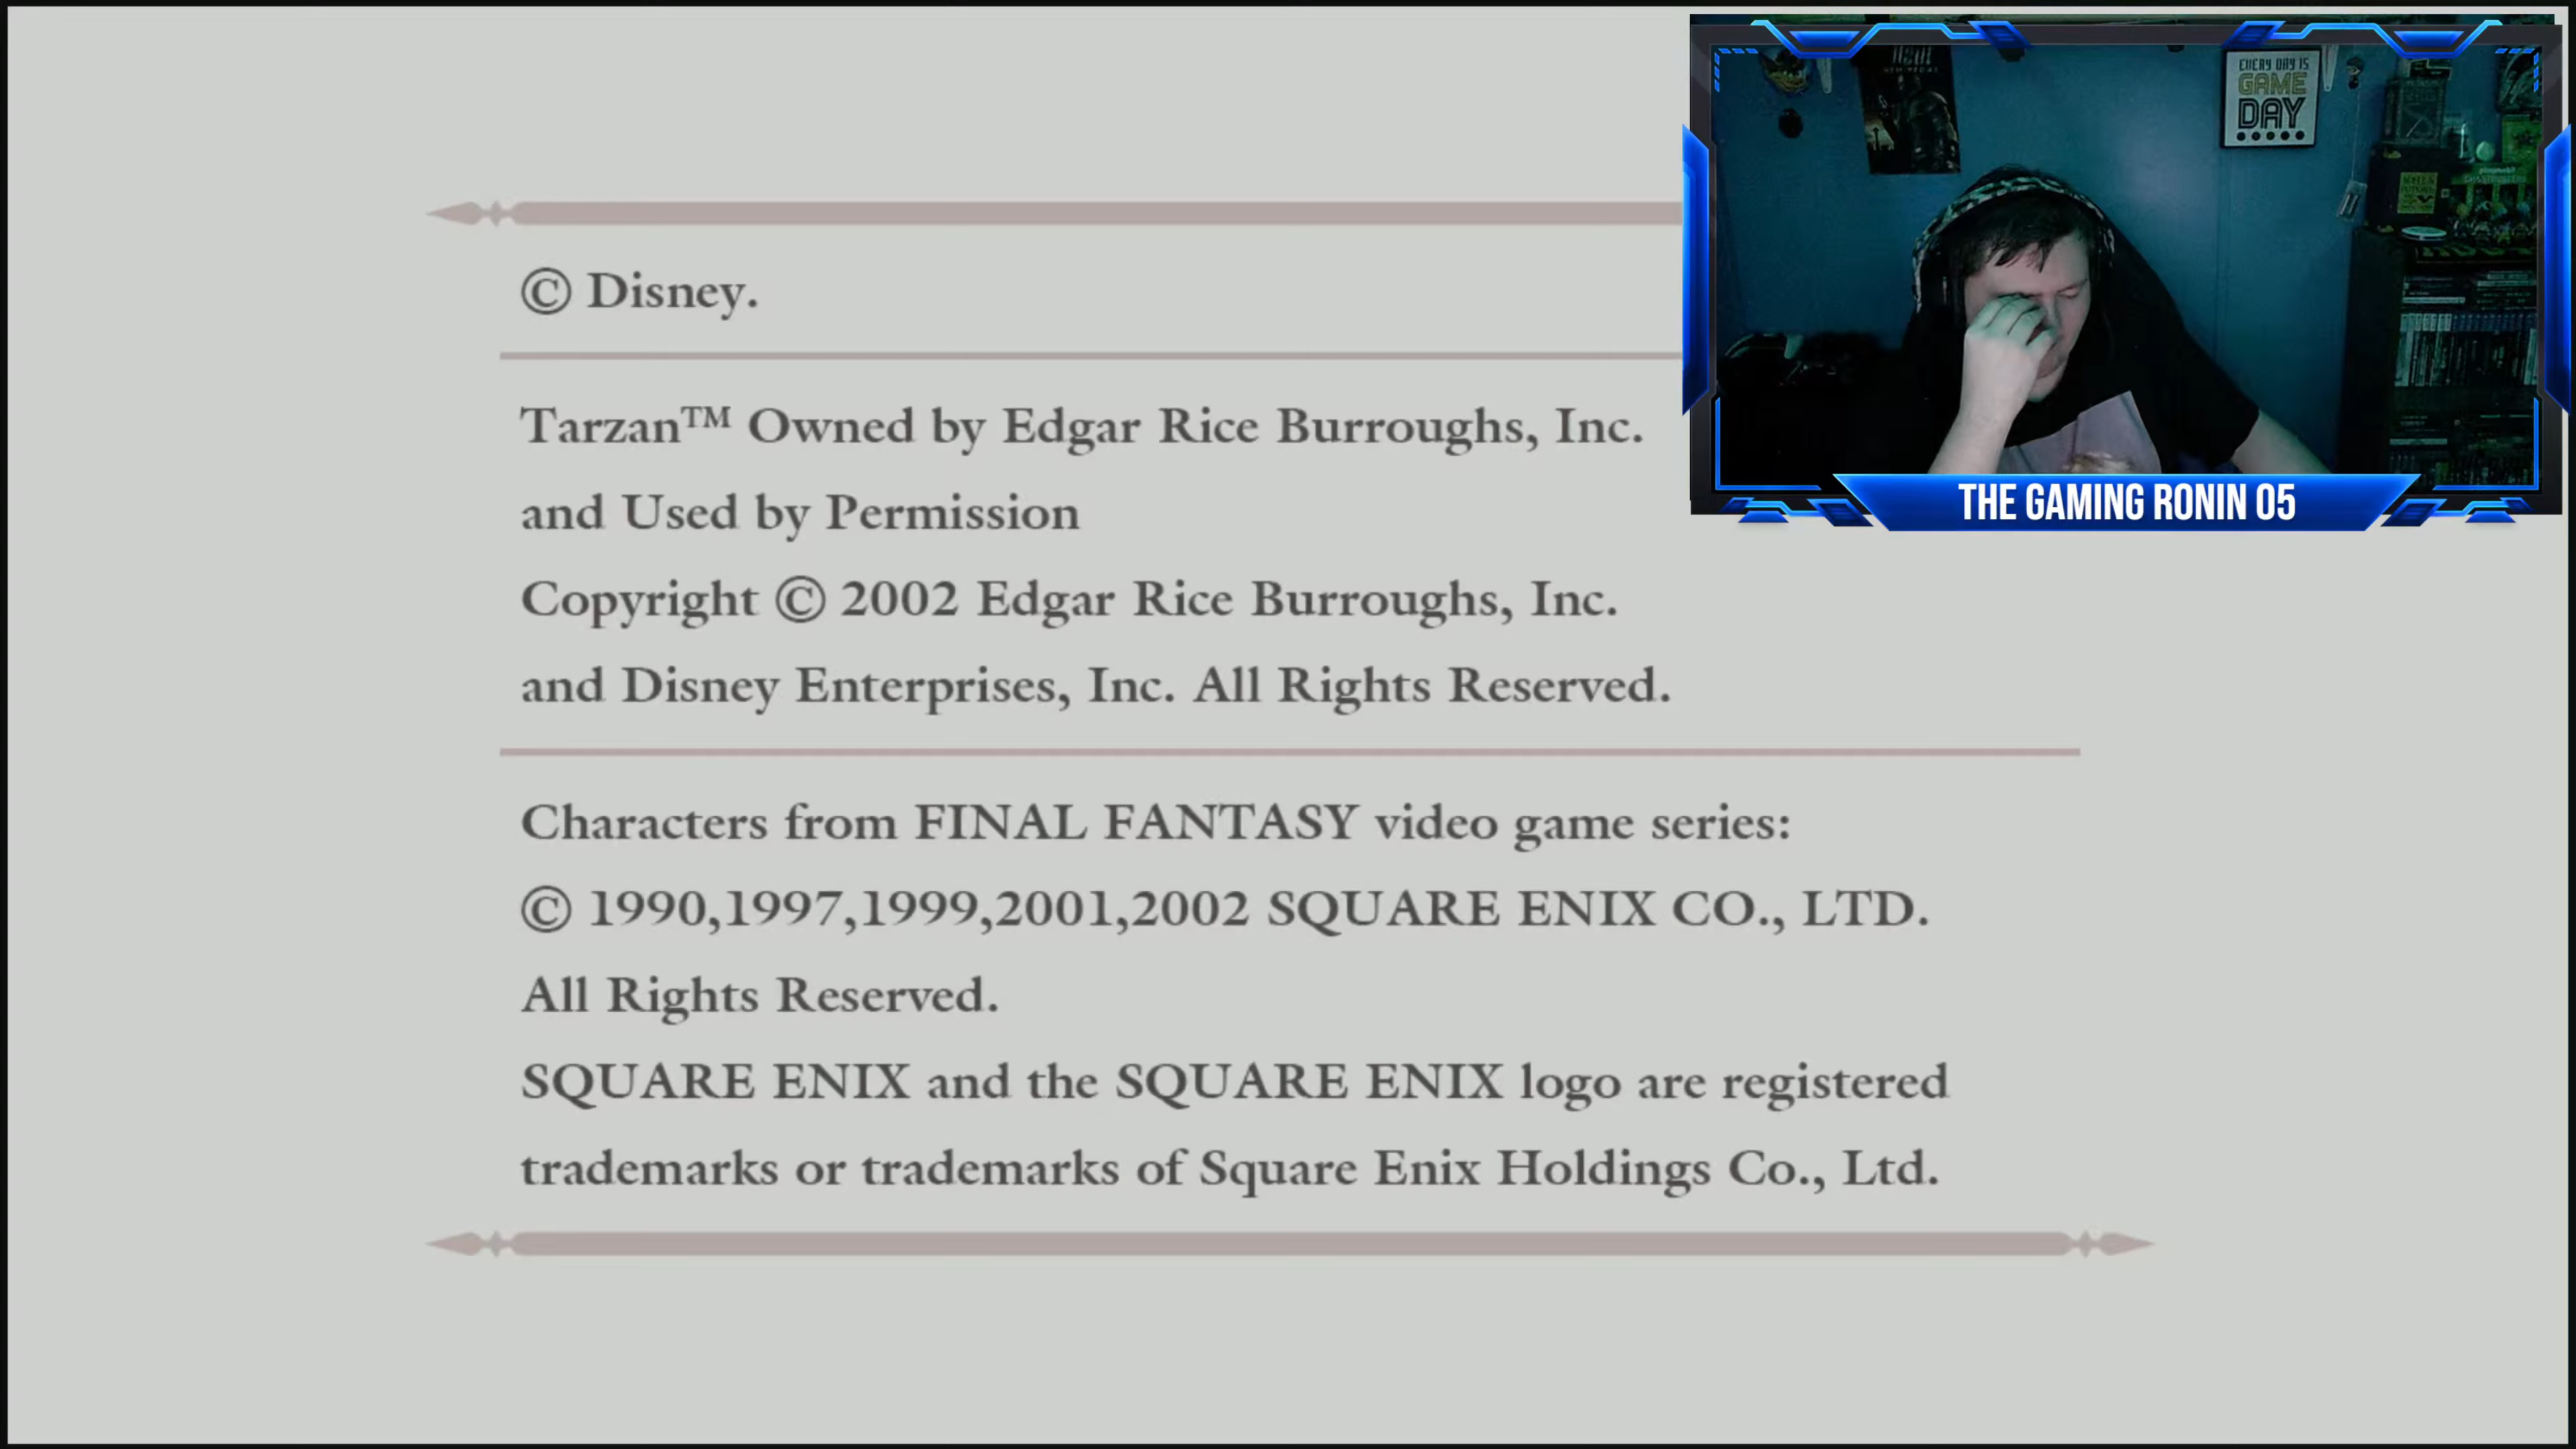 © Disney.
Tarzan™ Owned by Edgar Rice Burroughs, Inc.
and Used by Permission
Copyright © 2002 Edgar Rice Burroughs, Inc.
and Disney Enterprises, Inc. All Rights Reserved.
Characters from FINAL FANTASY video game series:
© 1990,1997,1999,2001,2002 SQUARE ENIX CO., LTD.
All Rights Reserved.
SQUARE ENIX and the SQUARE ENIX logo are registered
trademarks or trademarks of Square Enix Holdings Co., Ltd.
EVERY DAY IS
GAME
DAY
THE GAMING RONIN 05